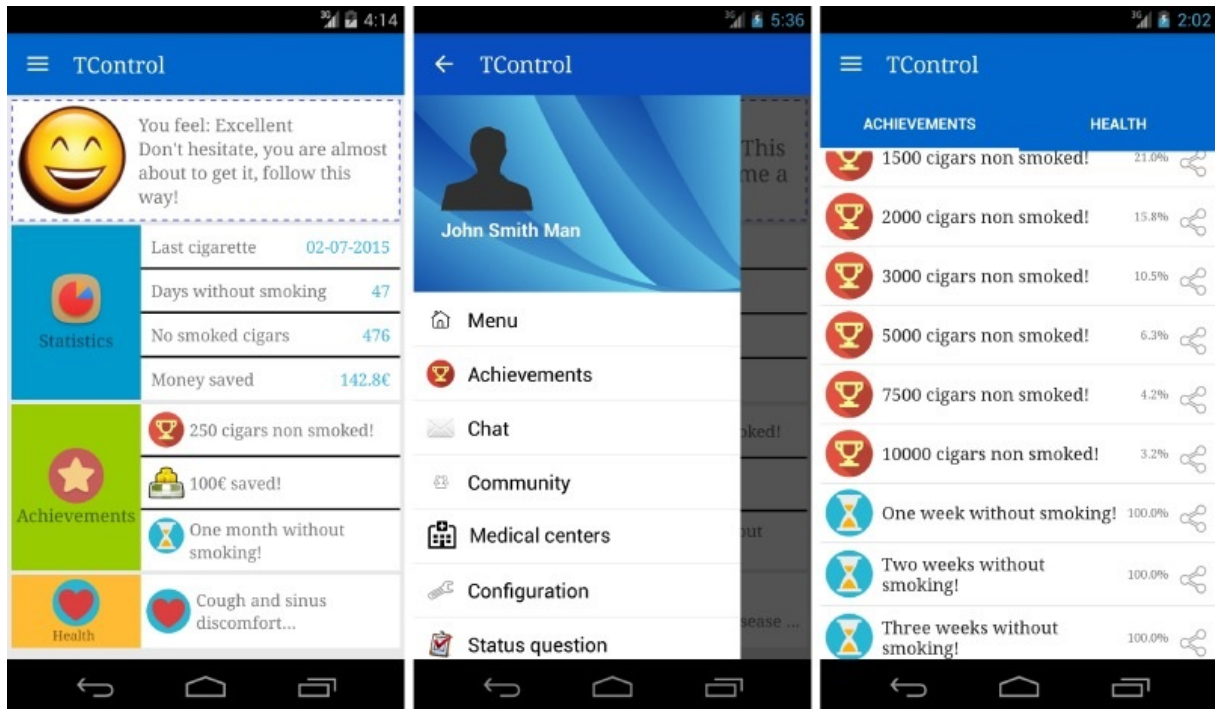 3G 4:14
TControl
You feel: Excellent
Don't hesitate, you are almost
about to get it, follow this
way!
Statistics
Last cigarette 02-07-2015
Days without smoking 47
No smoked cigars 476
Money saved 142.8€
Achievements
250 cigars non smoked!
100€ saved!
One month without
smoking!
Health
Cough and sinus
discomfort...
3G 5:36
TControl
This
me a
John Smith Man
Menu
Achievements
Chat
Community
Medical centers
Configuration
Status question
oked!
out
sease ...
3G 2:02
TControl
ACHIEVEMENTS HEALTH
1500 cigars non smoked! 21.0%
2000 cigars non smoked! 15.8%
3000 cigars non smoked! 10.5%
5000 cigars non smoked! 6.3%
7500 cigars non smoked! 4.2%
10000 cigars non smoked! 3.2%
One week without smoking! 100.0%
Two weeks without
smoking! 100.0%
Three weeks without
smoking! 100.0%